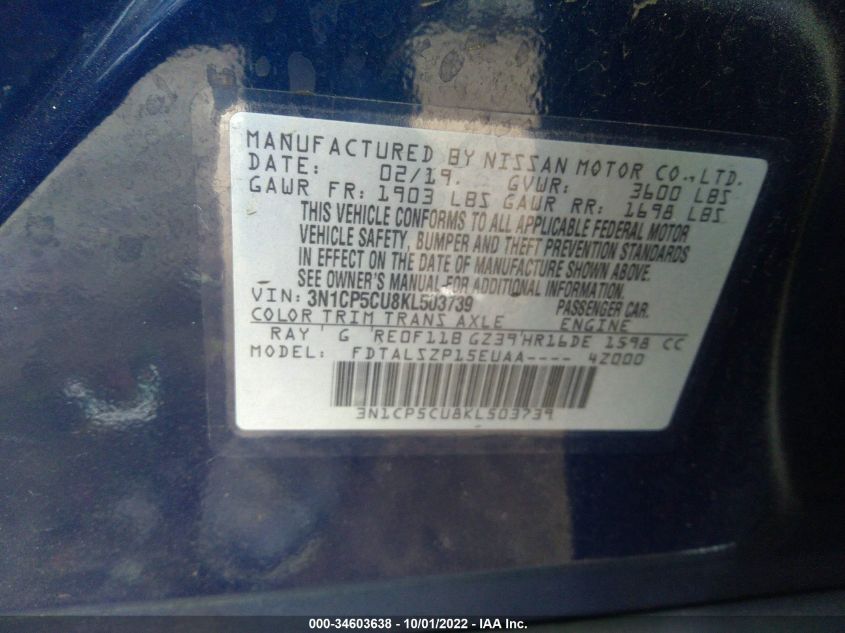 MANUFACTURED BY NISSAN MOTOR CO.,LTD.
DATE: 02/19. GVWR: 3600 LBS
GAWR FR: 1903 LBS GAWR RR: 1698 LBS
THIS VEHICLE CONFORMS TO ALL APPLICABLE FEDERAL MOTOR
VEHICLE SAFETY, BUMPER AND THEFT PREVENTION STANDARDS
IN EFFECT ON THE DATE OF MANUFACTURE SHOWN ABOVE.
SEE OWNER'S MANUAL FOR ADDITIONAL INFORMATION.
VIN: 3N1CP5CU8KL503739 PASSENGER CAR.
COLOR TRIM TRANS AXLE ENGINE
RAY G RE0F11B GZ39 HR16DE 1598 CC
MODEL: FDTALSZP15EUAA---- 4Z000
3N1CP5CU8KL503739
000-34603638 - 10/01/2022 - IAA Inc.